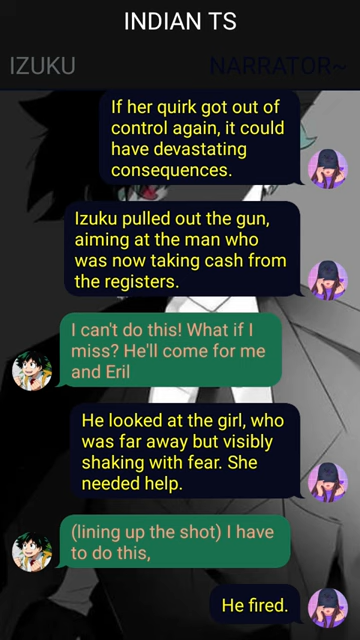 INDIAN TS
IZUKU
NARRATOR~
If her quirk got out of
control again, it could
have devastating
consequences.
Izuku pulled out the gun,
aiming at the man who
was now taking cash from
the registers.
I can't do this! What if I
miss? He'll come for me
and EriI
He looked at the girl, who
was far away but visibly
shaking with fear. She
needed help.
(lining up the shot) I have
to do this,
He fired.